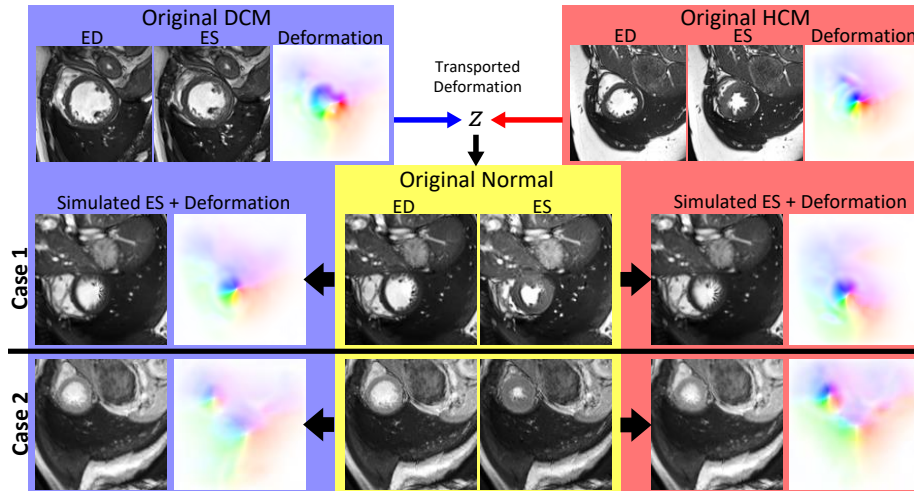 Original DCM
ED ES Deformation
Transported
Deformation
z
Original HCM
ED ES Deformation
Original Normal
ED ES
Simulated ES + Deformation
Simulated ES + Deformation
Case 1
Case 2